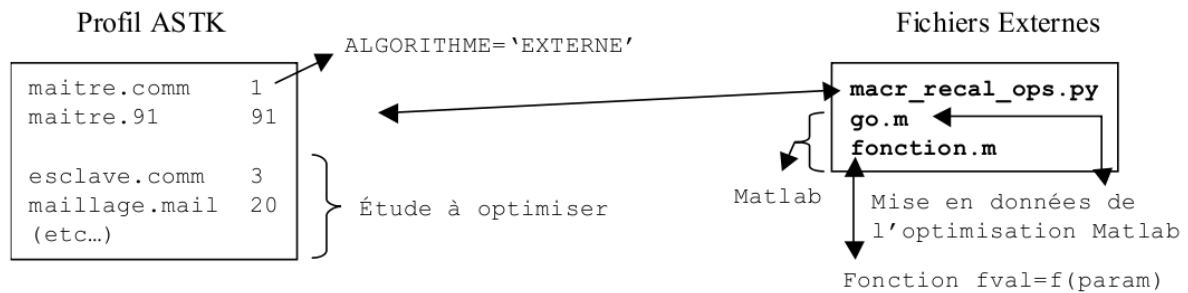 Profil ASTK
ALGORITHME=‘EXTERNE’
maitre.comm 1
maitre.91 91
esclave.comm 3
maillage.mail 20
(etc…)
Étude à optimiser
Fichiers Externes
macr_recal_ops.py
go.m
fonction.m
Matlab
Mise en données de
l’optimisation Matlab
Fonction fval=f(param)